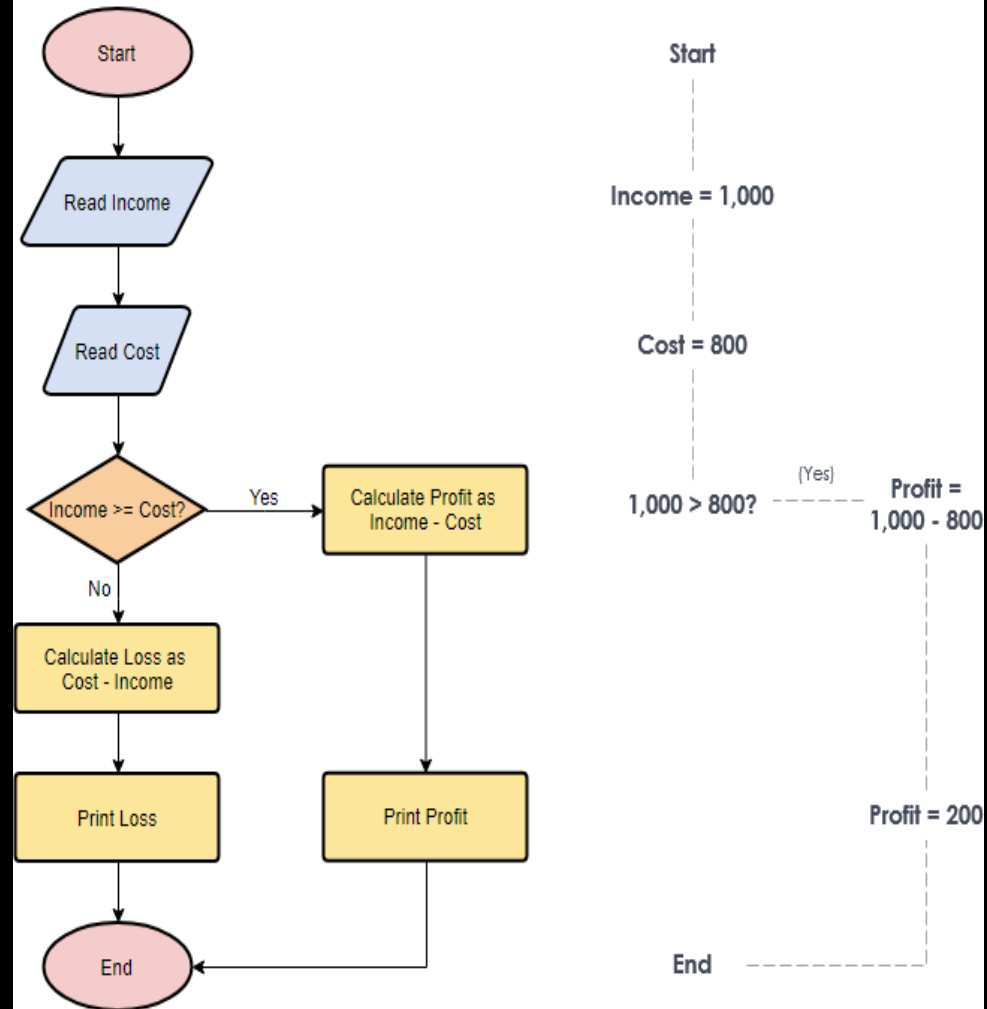 Start
Read Income
Read Cost
Income >= Cost?
Yes
Calculate Profit as
Income - Cost
No
Calculate Loss as
Cost - Income
Print Loss
Print Profit
End
Start
Income = 1,000
Cost = 800
1,000 > 800?
(Yes)
Profit =
1,000 - 800
Profit = 200
End